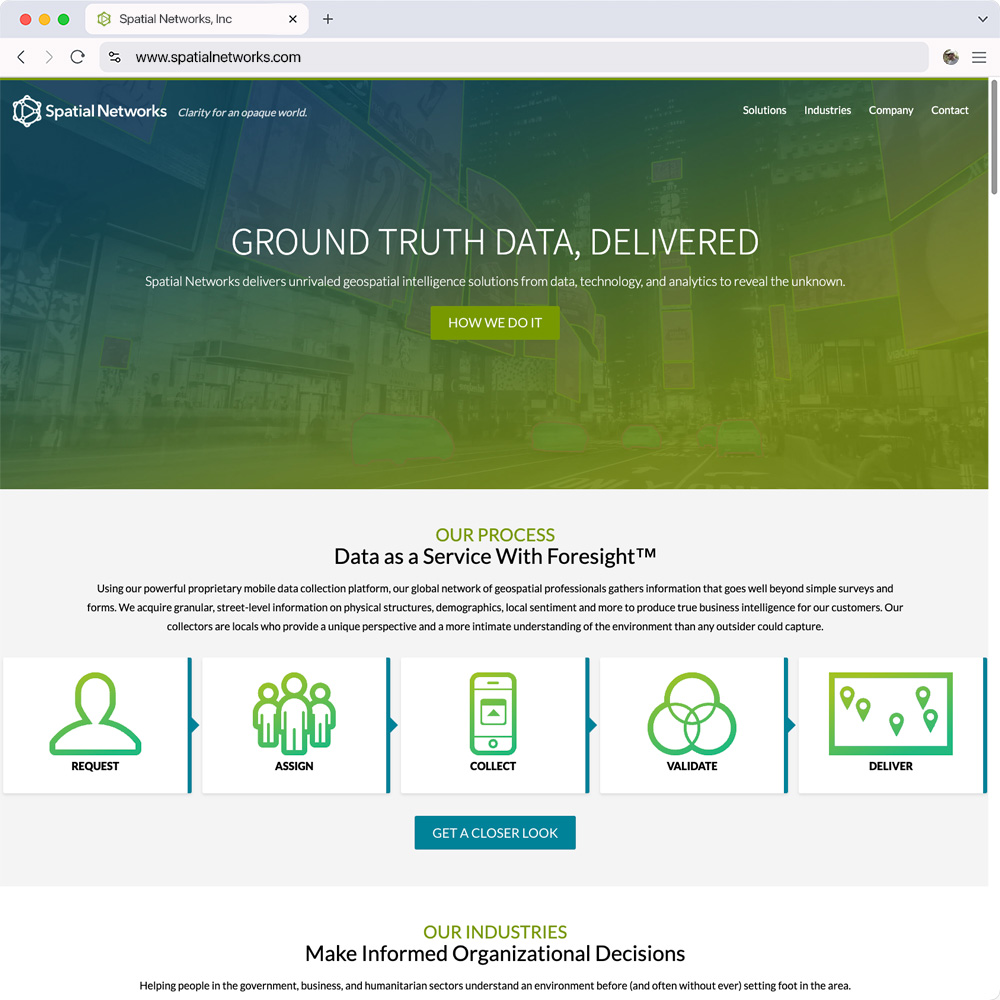 Spatial Networks, Inc
www.spatialnetworks.com
Spatial Networks Clarity for an opaque world.
Solutions Industries Company Contact
GROUND TRUTH DATA, DELIVERED
Spatial Networks delivers unrivaled geospatial intelligence solutions from data, technology, and analytics to reveal the unknown.
HOW WE DO IT
OUR PROCESS
Data as a Service With Foresight™
Using our powerful proprietary mobile data collection platform, our global network of geospatial professionals gathers information that goes well beyond simple surveys and
forms. We acquire granular, street-level information on physical structures, demographics, local sentiment and more to produce true business intelligence for our customers. Our
collectors are locals who provide a unique perspective and a more intimate understanding of the environment than any outsider could capture.
REQUEST
ASSIGN
COLLECT
VALIDATE
DELIVER
GET A CLOSER LOOK
OUR INDUSTRIES
Make Informed Organizational Decisions
Helping people in the government, business, and humanitarian sectors understand an environment before (and often without ever) setting foot in the area.